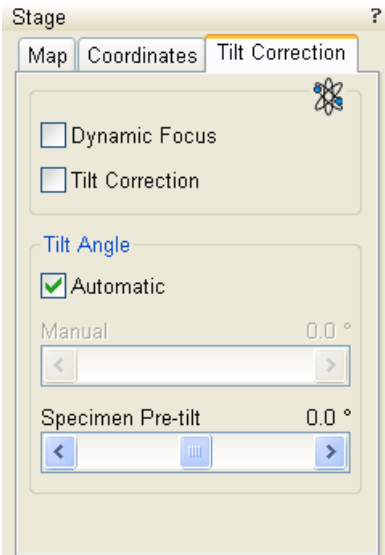 Stage ?
Map Coordinates Tilt Correction
Dynamic Focus
Tilt Correction
Tilt Angle
Automatic
Manual 0.0 °
Specimen Pre-tilt 0.0 °